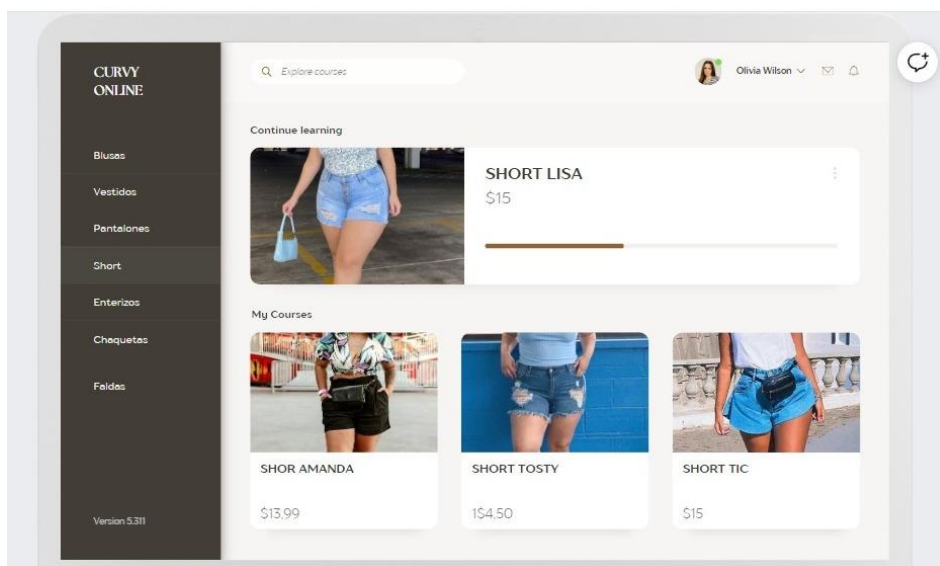 CURVY
ONLINE
Explore courses
Olivia Wilson
Blusas
Vestidos
Pantalones
Short
Enterizos
Chaquetas
Faldas
Version 5.311
Continue learning
SHORT LISA
$15
My Courses
SHOR AMANDA
$13,99
SHORT TOSTY
1$4,50
SHORT TIC
$15